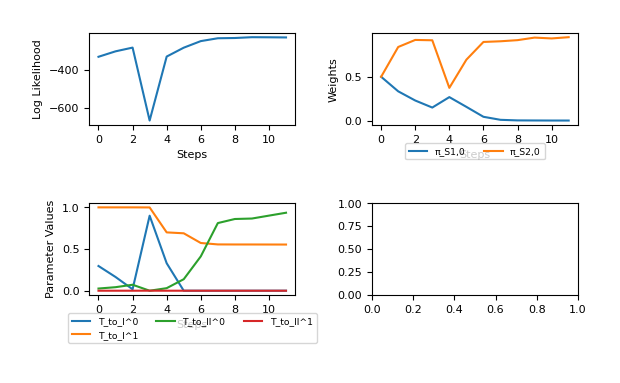 Log Likelihood
−400
−600
0 2 4 6 8 10
Steps
Weights
0.5
0.0
0 2 4 6 8 10
Steps
π_S1,0 π_S2,0
Parameter Values
1.0
0.5
0.0
0 2 4 6 8 10
Steps
T_to_I^0 T_to_II^0 T_to_II^1
T_to_I^1
1.00
0.75
0.50
0.25
0.00
0.0 0.2 0.4 0.6 0.8 1.0